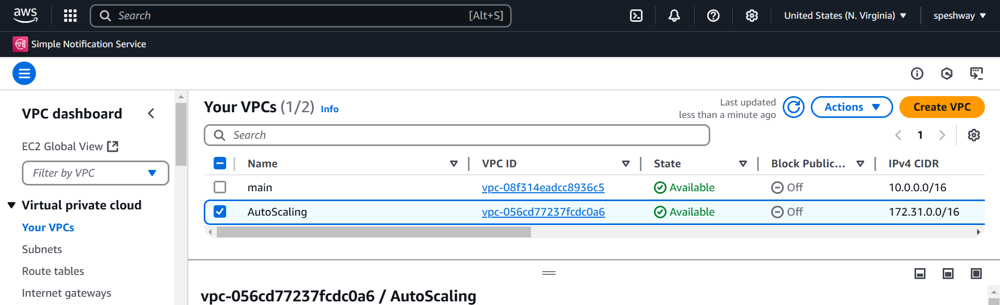 aws
Search [Alt+S]
United States (N. Virginia)
speshway
Simple Notification Service
VPC dashboard
EC2 Global View
Filter by VPC
Virtual private cloud
Your VPCs
Subnets
Route tables
Internet gateways
Your VPCs (1/2) Info
Last updated
less than a minute ago
Actions
Create VPC
Search
1
Name VPC ID State Block Public... IPv4 CIDR
main vpc-08f314eadcc8936c5 Available Off 10.0.0.0/16
AutoScaling vpc-056cd77237fcdc0a6 Available Off 172.31.0.0/16
vpc-056cd77237fcdc0a6 / AutoScaling